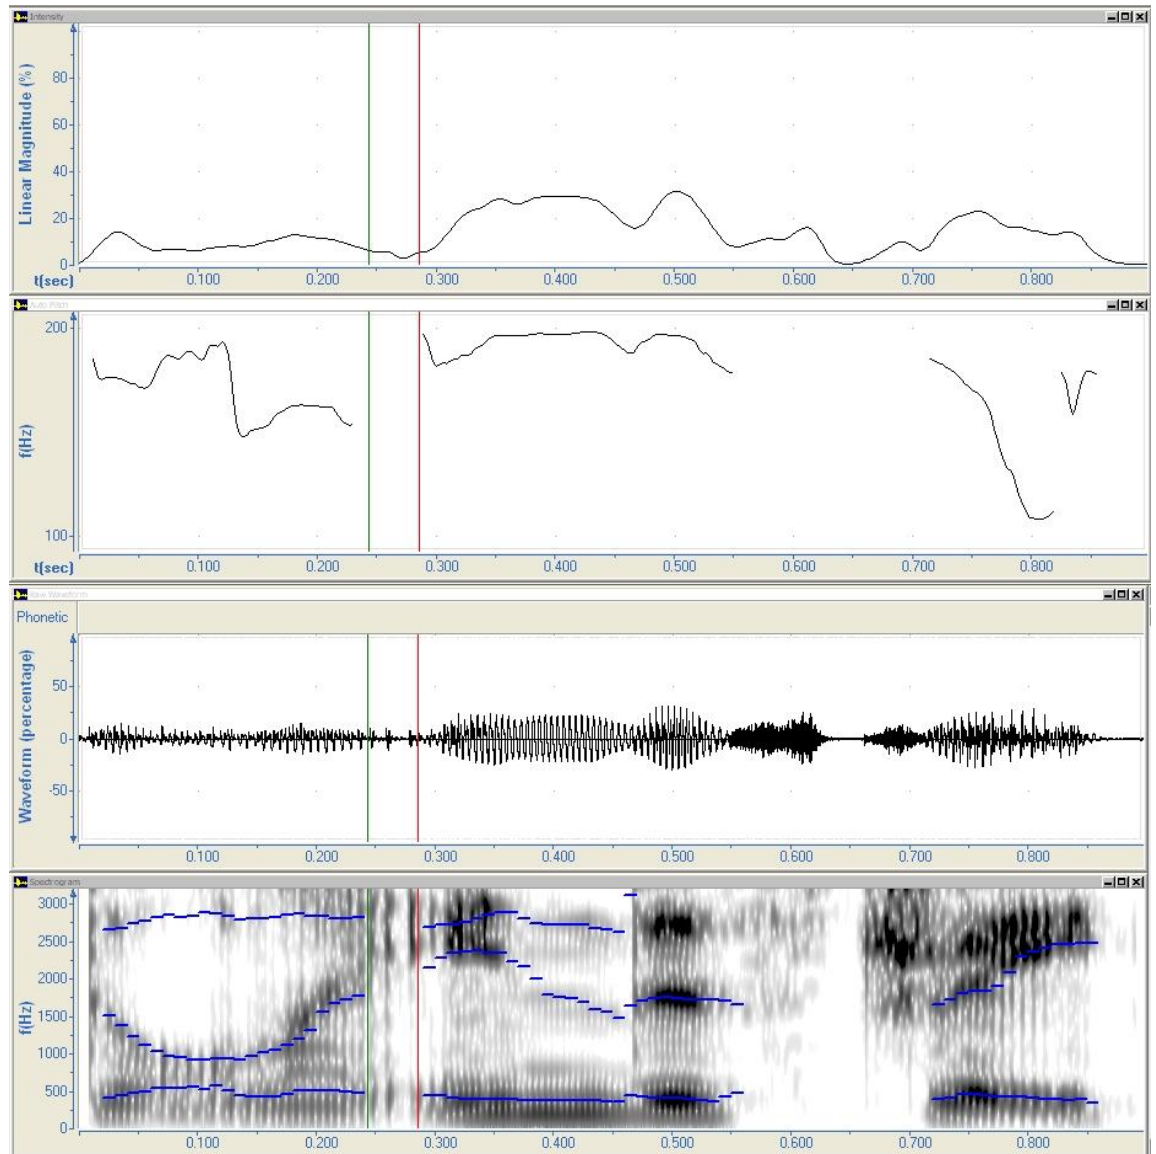 Intensity
Linear Magnitude (%)
80
60
40
20
0
t(sec) 0.100 0.200 0.300 0.400 0.500 0.600 0.700 0.800
Auto Pitch
f(Hz)
200
100
t(sec) 0.100 0.200 0.300 0.400 0.500 0.600 0.700 0.800
Raw Waveform
Phonetic
Waveform (percentage)
50
0
-50
0.100 0.200 0.300 0.400 0.500 0.600 0.700 0.800
Spectrogram
f(Hz)
3000
2500
2000
1500
1000
500
0
0.100 0.200 0.300 0.400 0.500 0.600 0.700 0.800